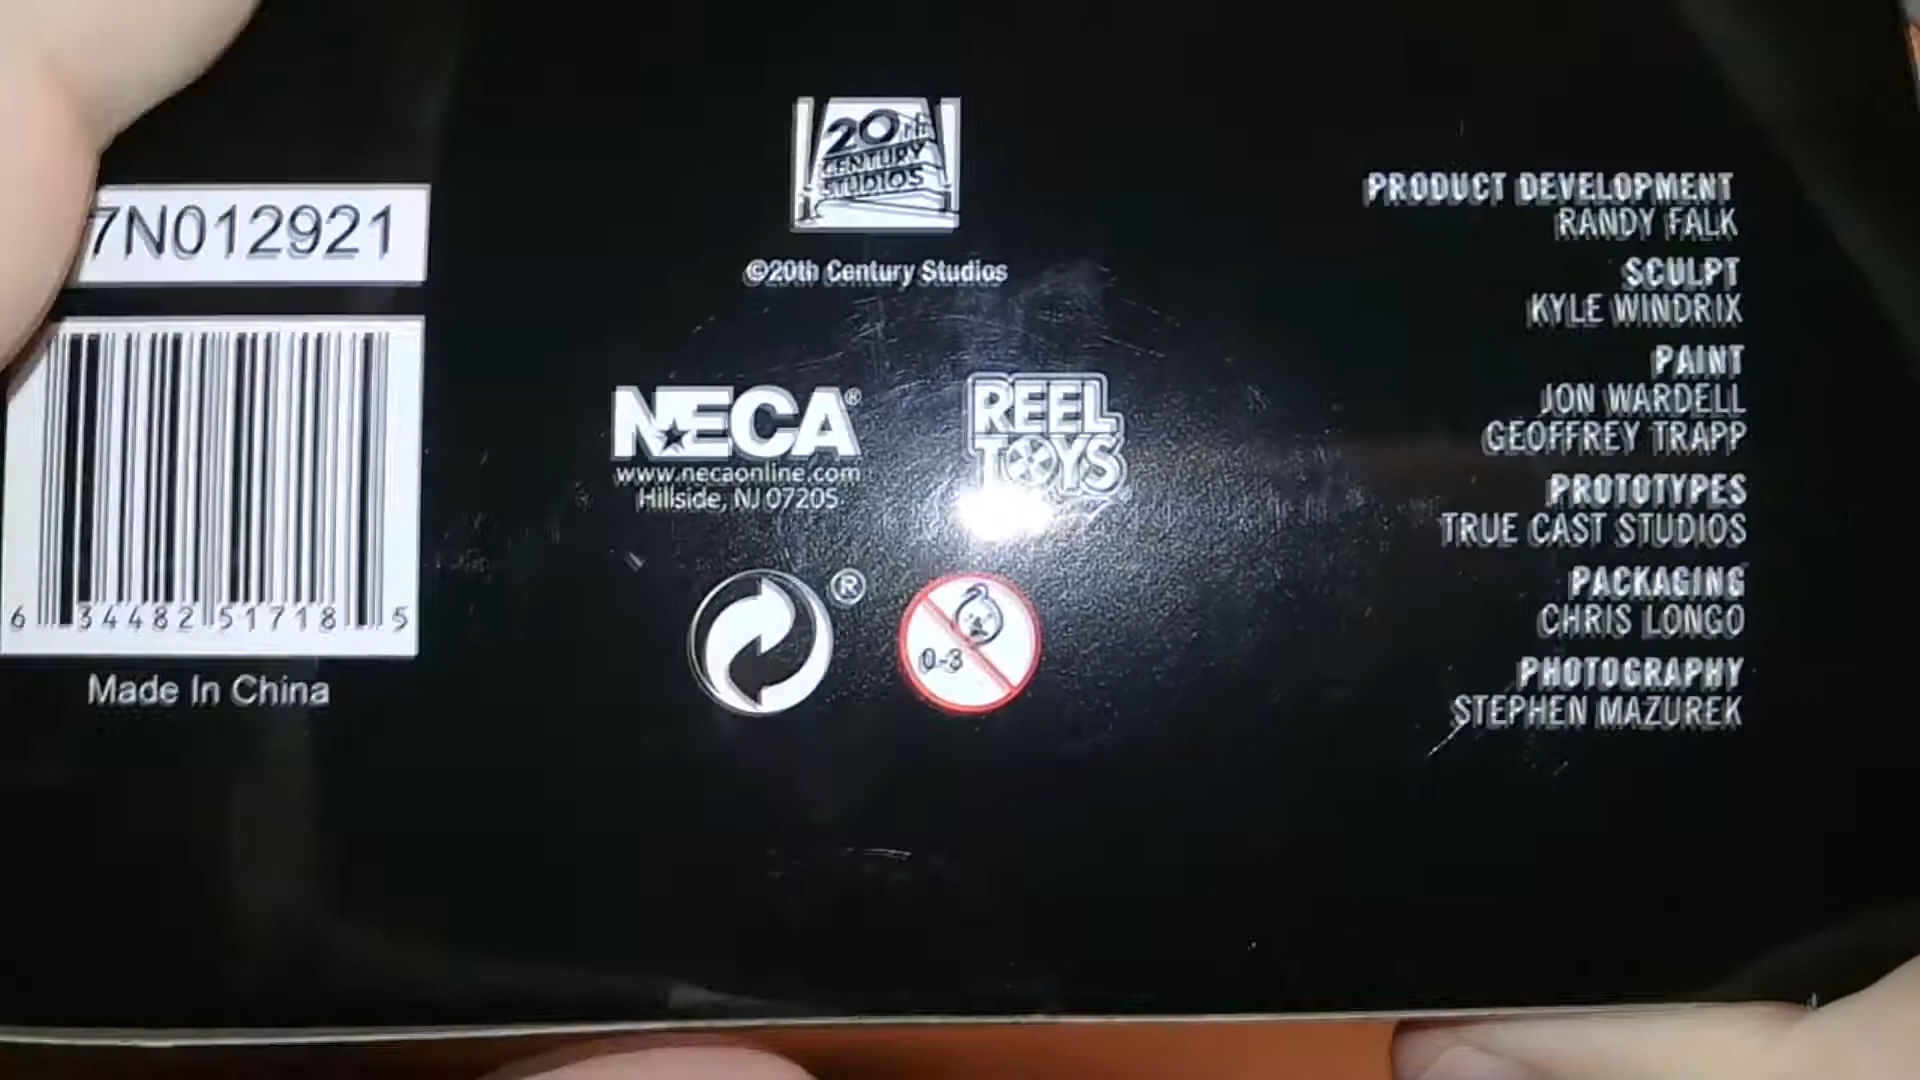 7N012921
6 34482 51718 5
Made In China
20th
CENTURY
STUDIOS
©20th Century Studios
NECA®
www.necaonline.com
Hillside, NJ 07205
REEL
TOYS
®
0-3
PRODUCT DEVELOPMENT
RANDY FALK
SCULPT
KYLE WINDRIX
PAINT
JON WARDELL
GEOFFREY TRAPP
PROTOTYPES
TRUE CAST STUDIOS
PACKAGING
CHRIS LONGO
PHOTOGRAPHY
STEPHEN MAZUREK